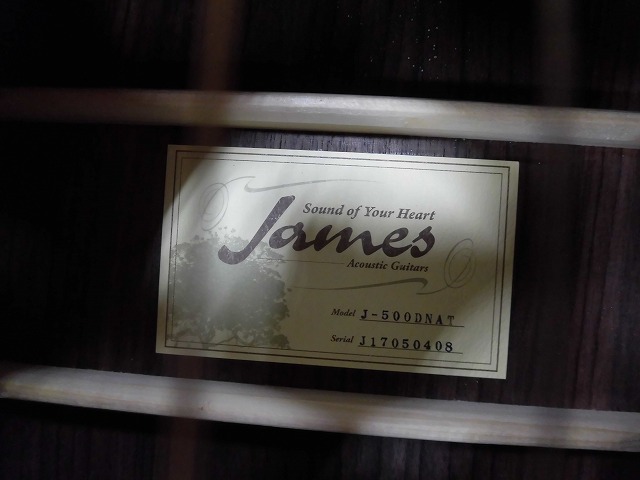 Sound of Your Heart
James
Acoustic Guitars
Model J-500DNAT
Serial J17050408